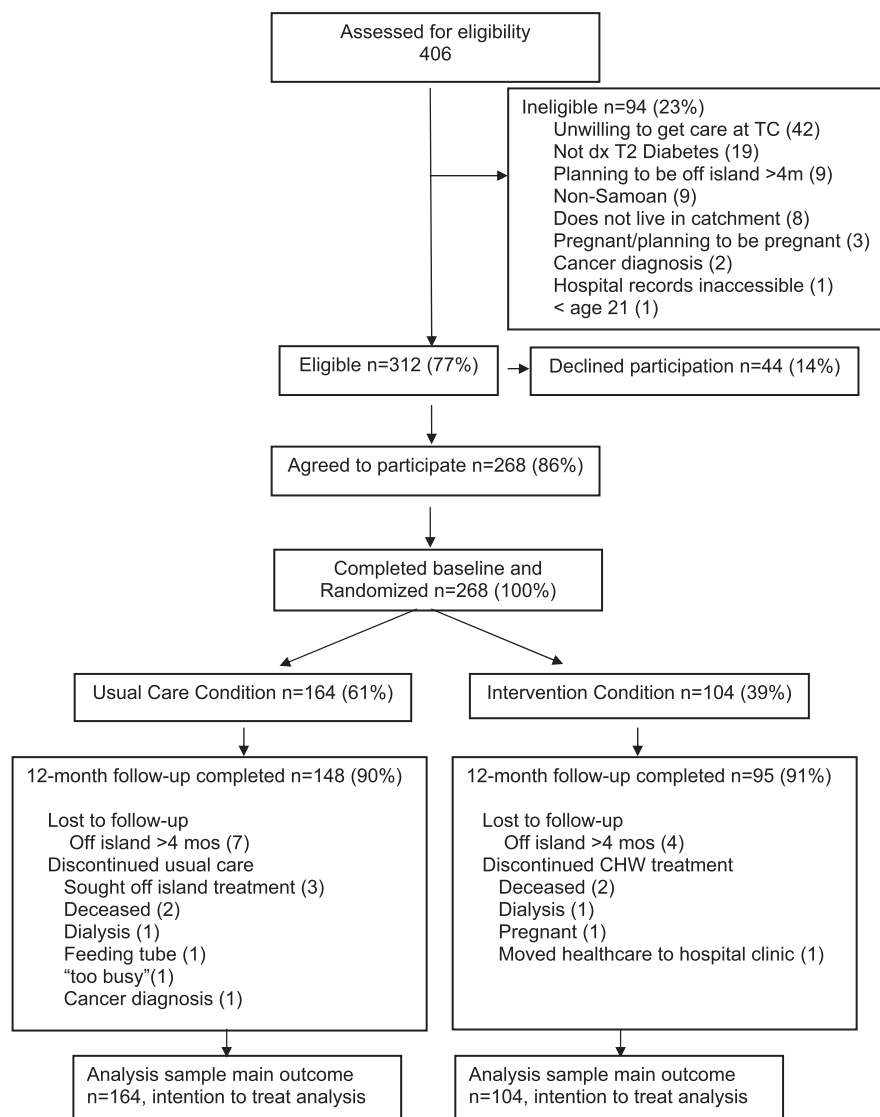 Assessed for eligibility
406
Ineligible n=94 (23%)
Unwilling to get care at TC (42)
Not dx T2 Diabetes (19)
Planning to be off island >4m (9)
Non-Samoan (9)
Does not live in catchment (8)
Pregnant/planning to be pregnant (3)
Cancer diagnosis (2)
Hospital records inaccessible (1)
< age 21 (1)
Eligible n=312 (77%)
Declined participation n=44 (14%)
Agreed to participate n=268 (86%)
Completed baseline and
Randomized n=268 (100%)
Usual Care Condition n=164 (61%)
Intervention Condition n=104 (39%)
12-month follow-up completed n=148 (90%)
Lost to follow-up
Off island >4 mos (7)
Discontinued usual care
Sought off island treatment (3)
Deceased (2)
Dialysis (1)
Feeding tube (1)
“too busy”(1)
Cancer diagnosis (1)
12-month follow-up completed n=95 (91%)
Lost to follow-up
Off island >4 mos (4)
Discontinued CHW treatment
Deceased (2)
Dialysis (1)
Pregnant (1)
Moved healthcare to hospital clinic (1)
Analysis sample main outcome
n=164, intention to treat analysis
Analysis sample main outcome
n=104, intention to treat analysis